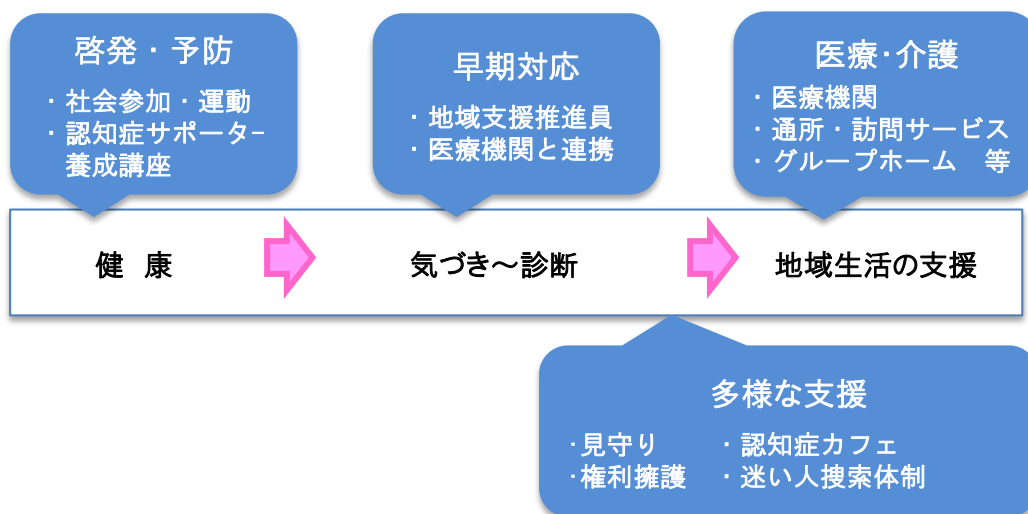 啓発・予防
・社会参加・運動
・認知症サポーター
養成講座
早期対応
・地域支援推進員
・医療機関と連携
医療・介護
・医療機関
・通所・訪問サービス
・グループホーム　等
健　康
気づき～診断
地域生活の支援
多様な支援
・見守り　　・認知症カフェ
・権利擁護　・迷い人捜索体制